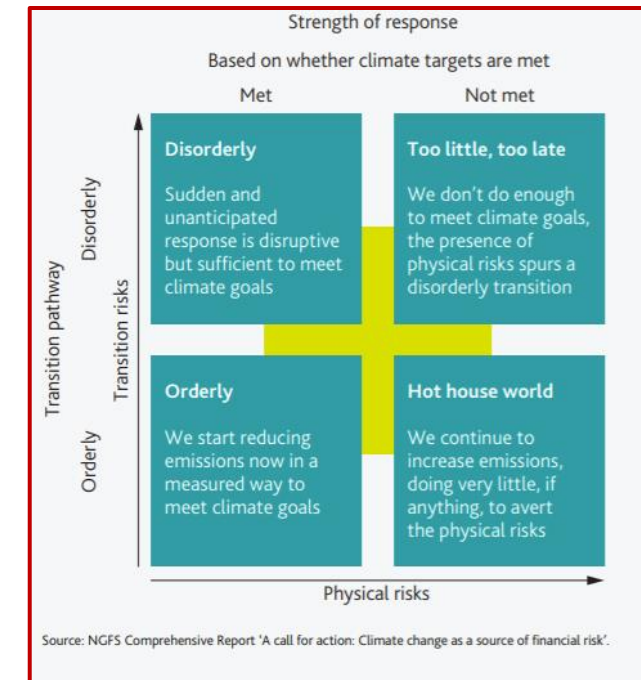 Strength of response
Based on whether climate targets are met
Met
Not met
Transition pathway
Disorderly
Orderly
Transition risks
Disorderly
Sudden and
unanticipated
response is disruptive
but sufficient to meet
climate goals
Too little, too late
We don't do enough
to meet climate goals,
the presence of
physical risks spurs a
disorderly transition
Orderly
We start reducing
emissions now in a
measured way to
meet climate goals
Hot house world
We continue to
increase emissions,
doing very little, if
anything, to avert
the physical risks
Physical risks
Source: NGFS Comprehensive Report 'A call for action: Climate change as a source of financial risk'.